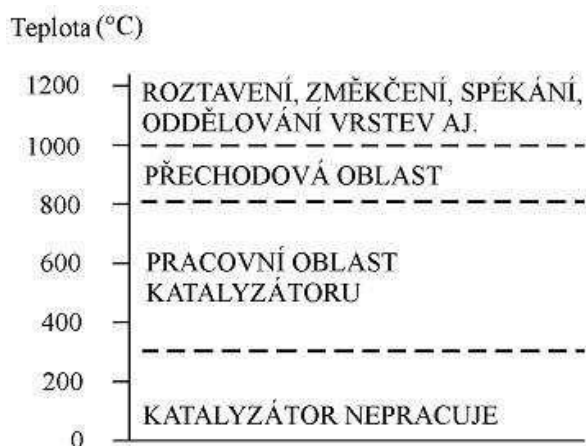 Teplota (°C)
1200
ROZTAVENÍ, ZMĚKČENÍ, SPÉKÁNÍ,
ODDĚLOVÁNÍ VRSTEV AJ.
1000
PŘECHODOVÁ OBLAST
800
600
PRACOVNÍ OBLAST
KATALYZÁTORU
400
200
KATALYZÁTOR NEPRACUJE
0